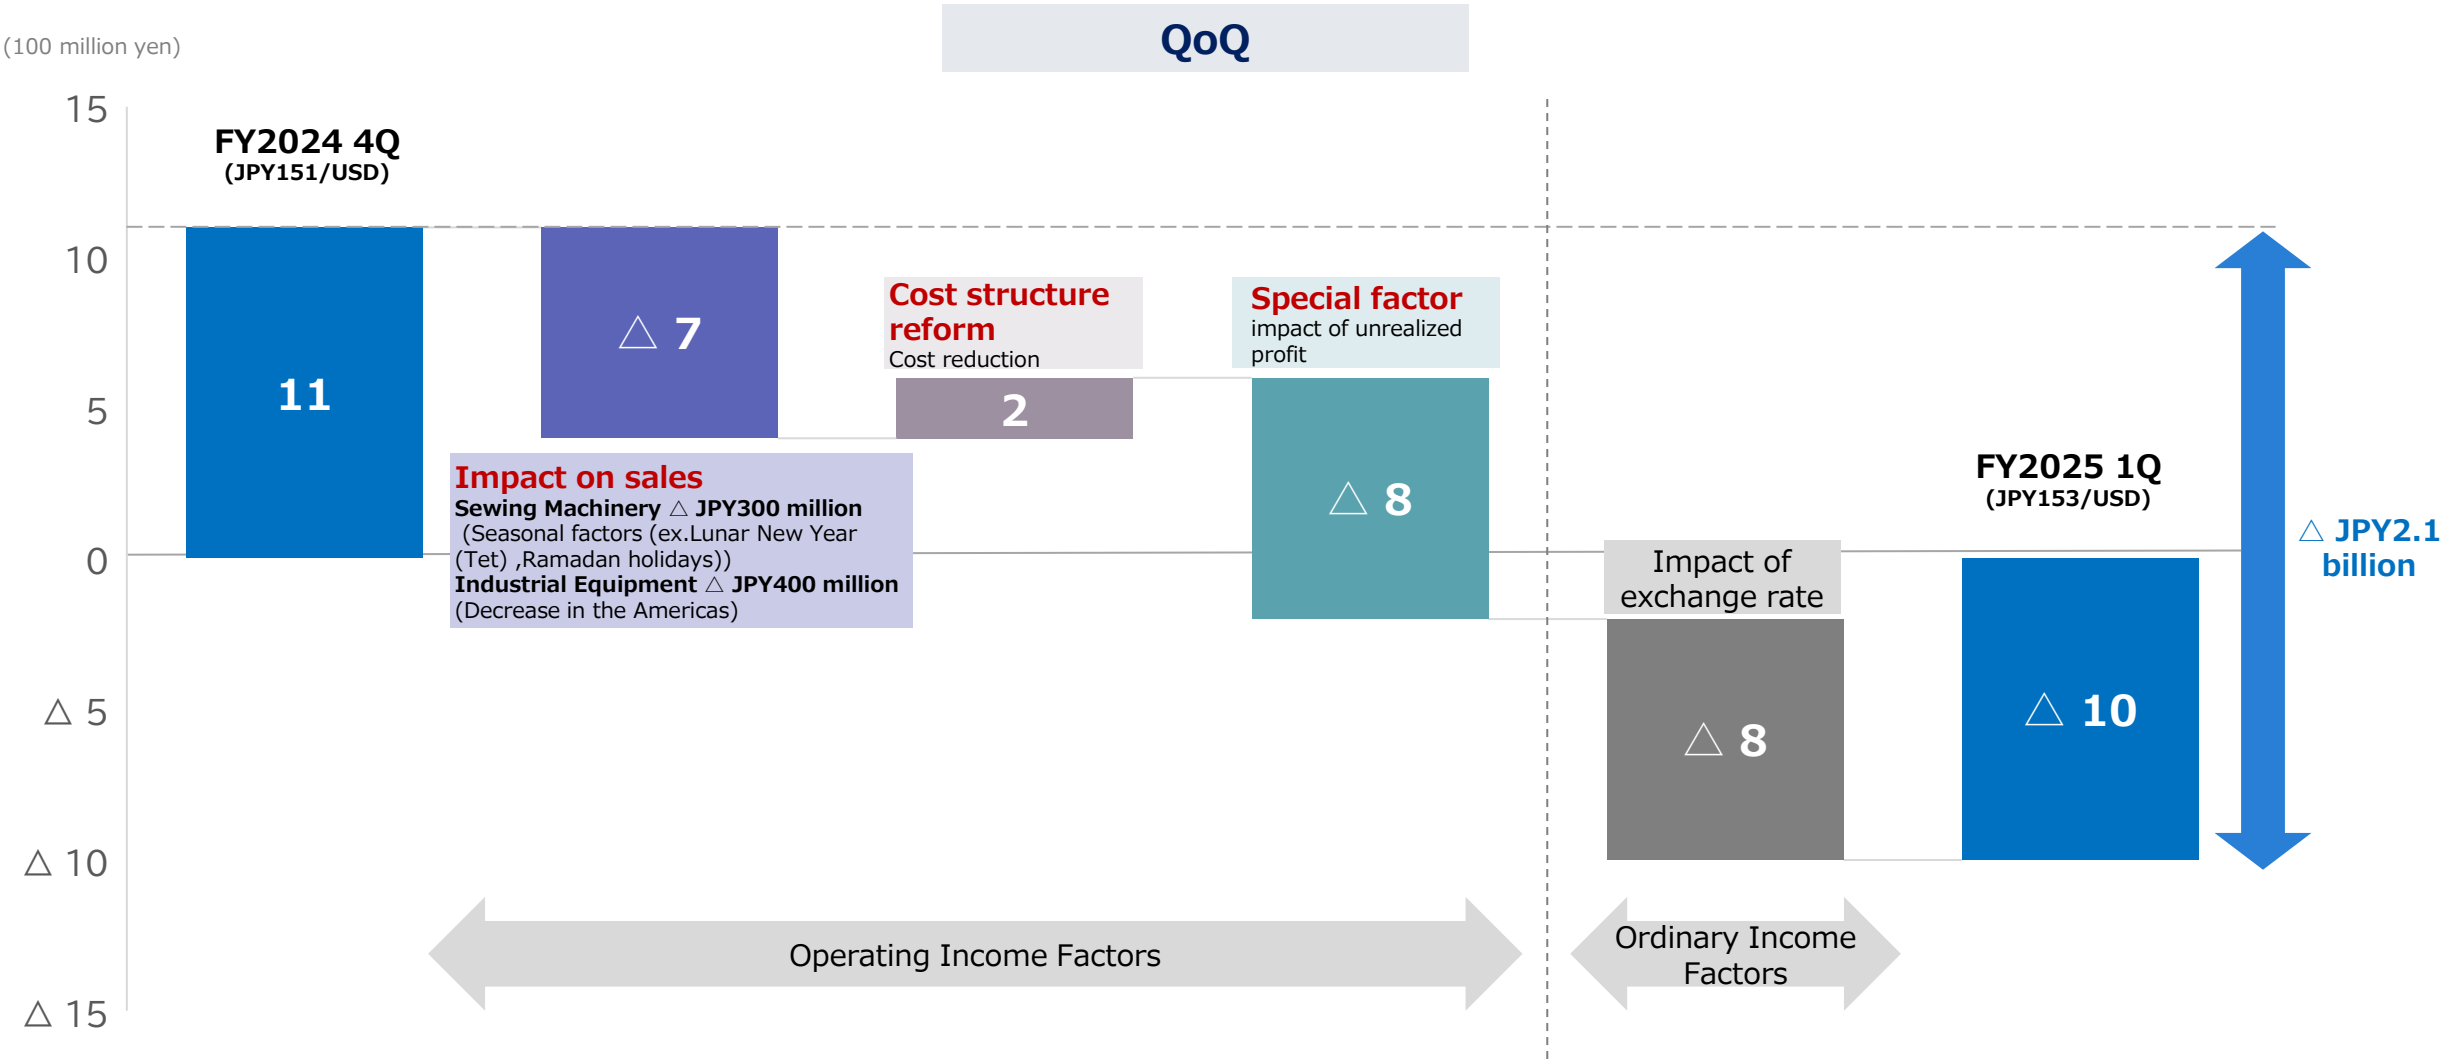 (100 million yen)
QoQ
15
10
5
0
△ 5
△ 10
△ 15
FY2024 4Q
(JPY151/USD)
11
△ 7
Impact on sales
Sewing Machinery △ JPY300 million
(Seasonal factors (ex.Lunar New Year
(Tet) ,Ramadan holidays))
Industrial Equipment △ JPY400 million
(Decrease in the Americas)
Cost structure
reform
Cost reduction
2
Special factor
impact of unrealized
profit
△ 8
Impact of
exchange rate
△ 8
FY2025 1Q
(JPY153/USD)
△ 10
△ JPY2.1
billion
Operating Income Factors
Ordinary Income
Factors